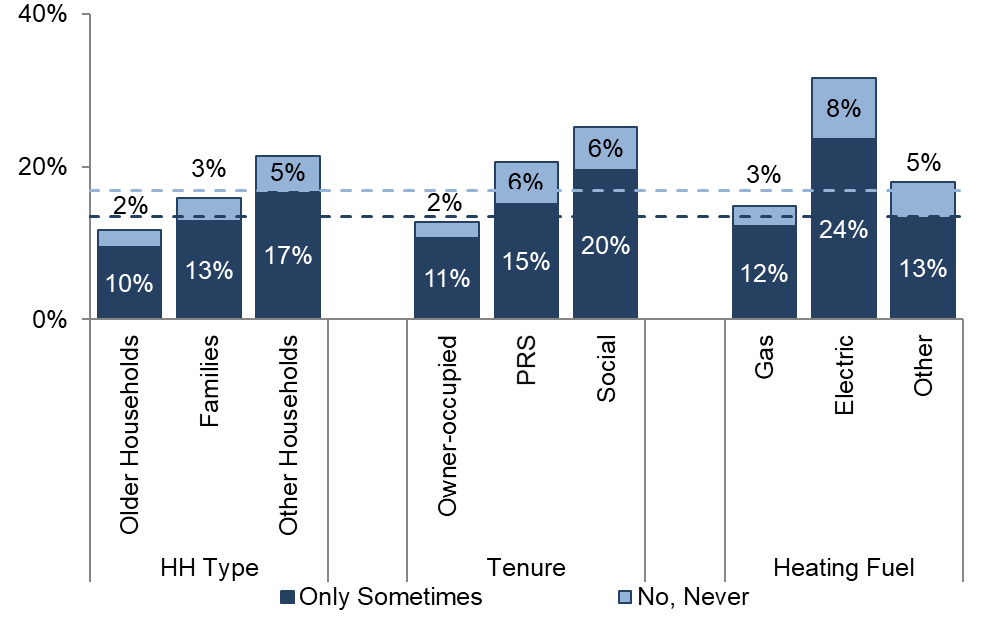 40%
20%
0%
2%
10%
3%
13%
5%
17%
2%
11%
6%
15%
6%
20%
3%
12%
8%
24%
5%
13%
Older Households
Families
Other Households
Owner-occupied
PRS
Social
Gas
Electric
Other
HH Type
Tenure
Heating Fuel
Only Sometimes
No, Never